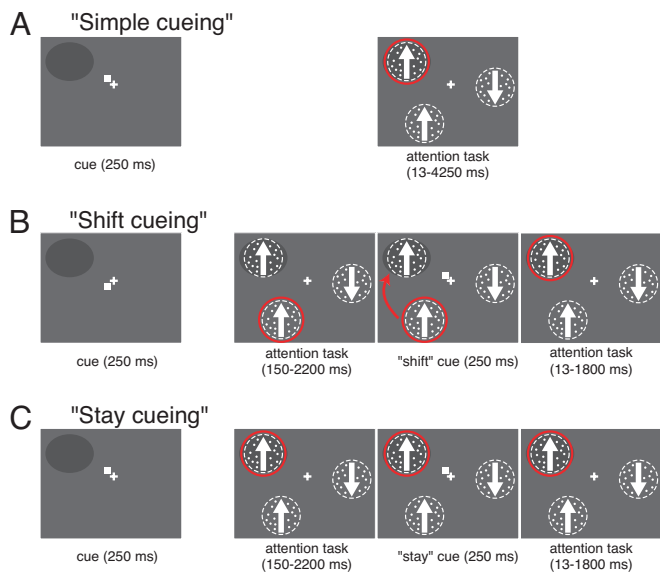 A "Simple cueing"
cue (250 ms)
attention task
(13-4250 ms)
B "Shift cueing"
cue (250 ms)
attention task
(150-2200 ms)
"shift" cue (250 ms)
attention task
(13-1800 ms)
C "Stay cueing"
cue (250 ms)
attention task
(150-2200 ms)
"stay" cue (250 ms)
attention task
(13-1800 ms)